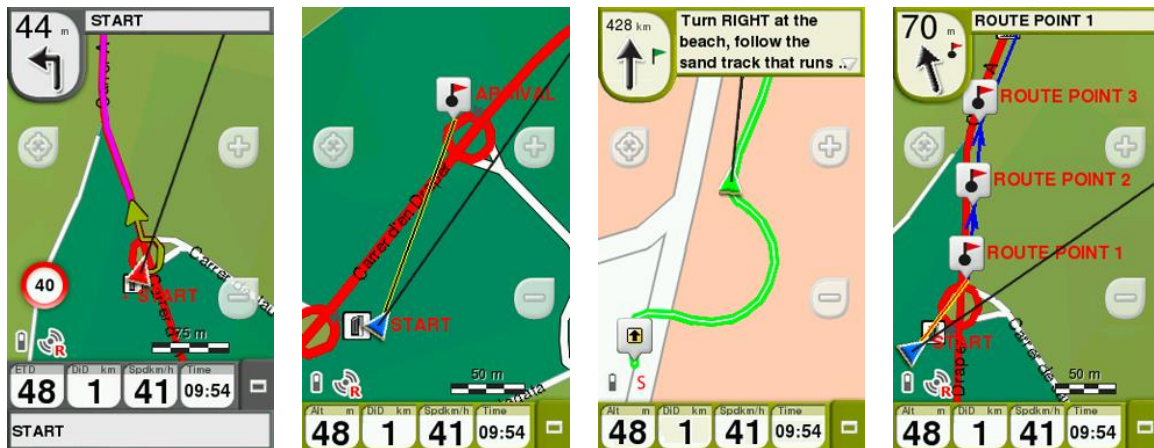 44 m
START
40
START
R
75 m
ETD
48
DiD km
1
Spdkm/h
41
Time
09:54
START
ARRIVAL
Carrer d'en Draper
START
R
50 m
Alt m
48
DiD km
1
Spdkm/h
41
Time
09:54
428 km
Turn RIGHT at the
beach, follow the
sand track that runs ..
S
Alt m
48
DiD km
1
Spdkm/h
41
Time
09:54
70 m
ROUTE POINT 1
ROUTE POINT 3
ROUTE POINT 2
ROUTE POINT 1
START
Draper
R
50 m
Alt m
48
DiD km
1
Spdkm/h
41
Time
09:54